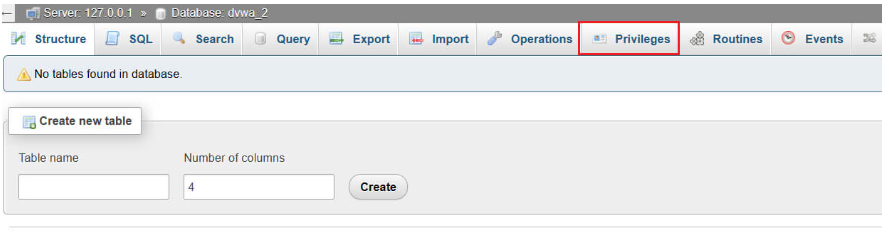 Server: 127.0.0.1 » Database: dvwa_2
Structure SQL Search Query Export Import Operations Privileges Routines Events
No tables found in database.
Create new table
Table name Number of columns
4 Create